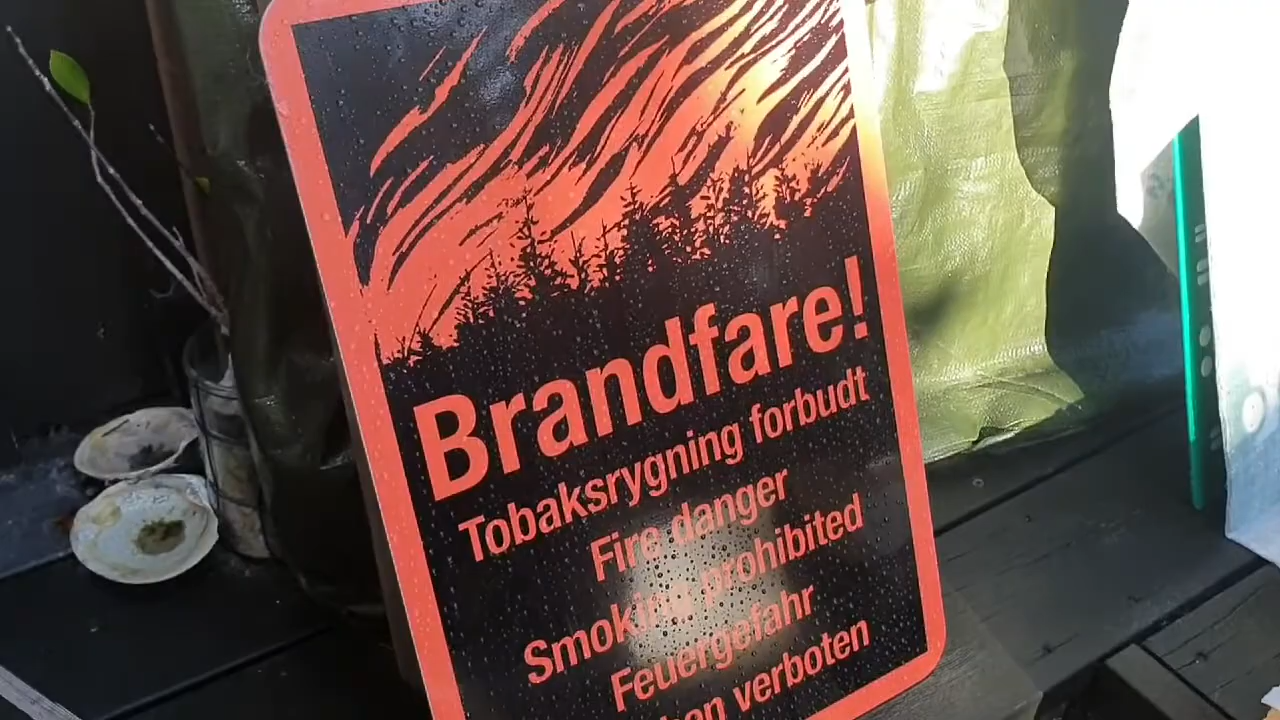 Brandfare!
Tobaksrygning forbudt
Fire danger
Smoking prohibited
Feuergefahr
verboten